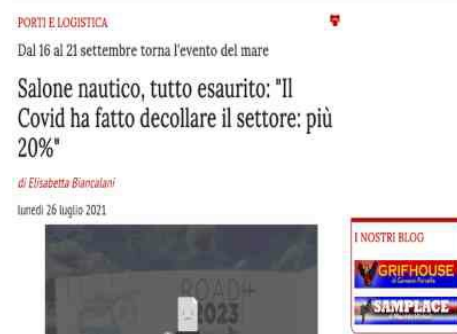 PORTI E LOGISTICA
Dal 16 al 21 settembre torna l'evento del mare
Salone nautico, tutto esaurito: "Il
Covid ha fatto decollare il settore: più
20%"
di Elisabetta Biancalani
lunedì 26 luglio 2021
ROAD4
2023
I NOSTRI BLOG
GRIFHOUSE
SAMPLACE